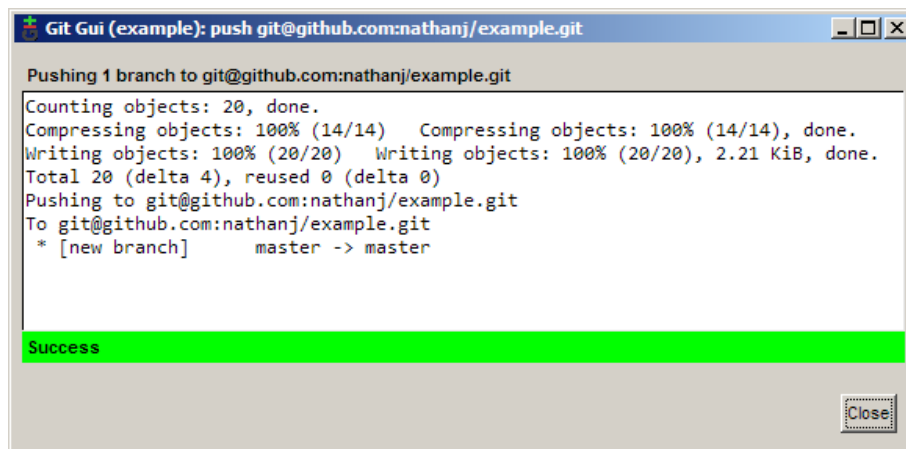 Git Gui (example): push git@github.com:nathanj/example.git
Pushing 1 branch to git@github.com:nathanj/example.git
Counting objects: 20, done.
Compressing objects: 100% (14/14)   Compressing objects: 100% (14/14), done.
Writing objects: 100% (20/20)   Writing objects: 100% (20/20), 2.21 KiB, done.
Total 20 (delta 4), reused 0 (delta 0)
Pushing to git@github.com:nathanj/example.git
To git@github.com:nathanj/example.git
 * [new branch]      master -> master
Success
Close